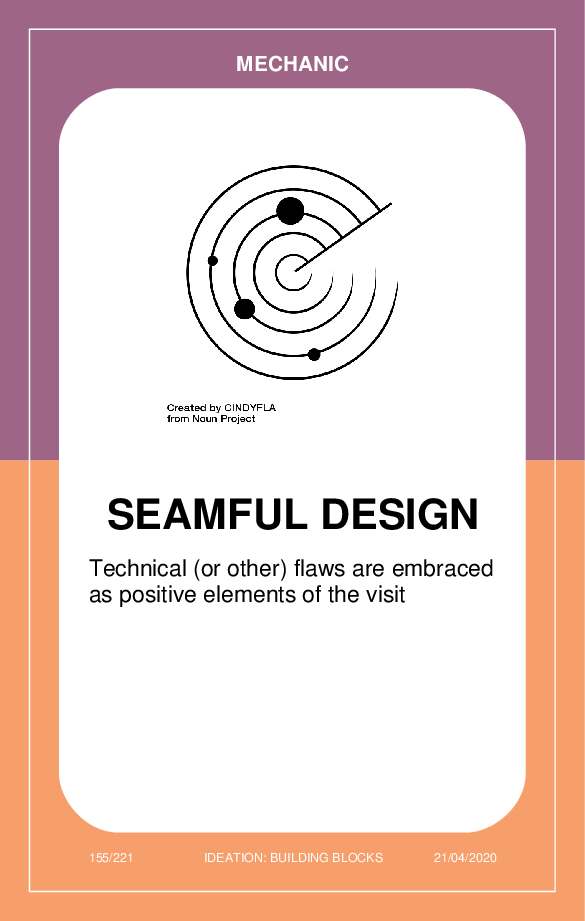 MECHANIC
Created by CINDYFLA
from Noun Project
SEAMFUL DESIGN
Technical (or other) flaws are embraced
as positive elements of the visit
155/221 IDEATION: BUILDING BLOCKS 21/04/2020